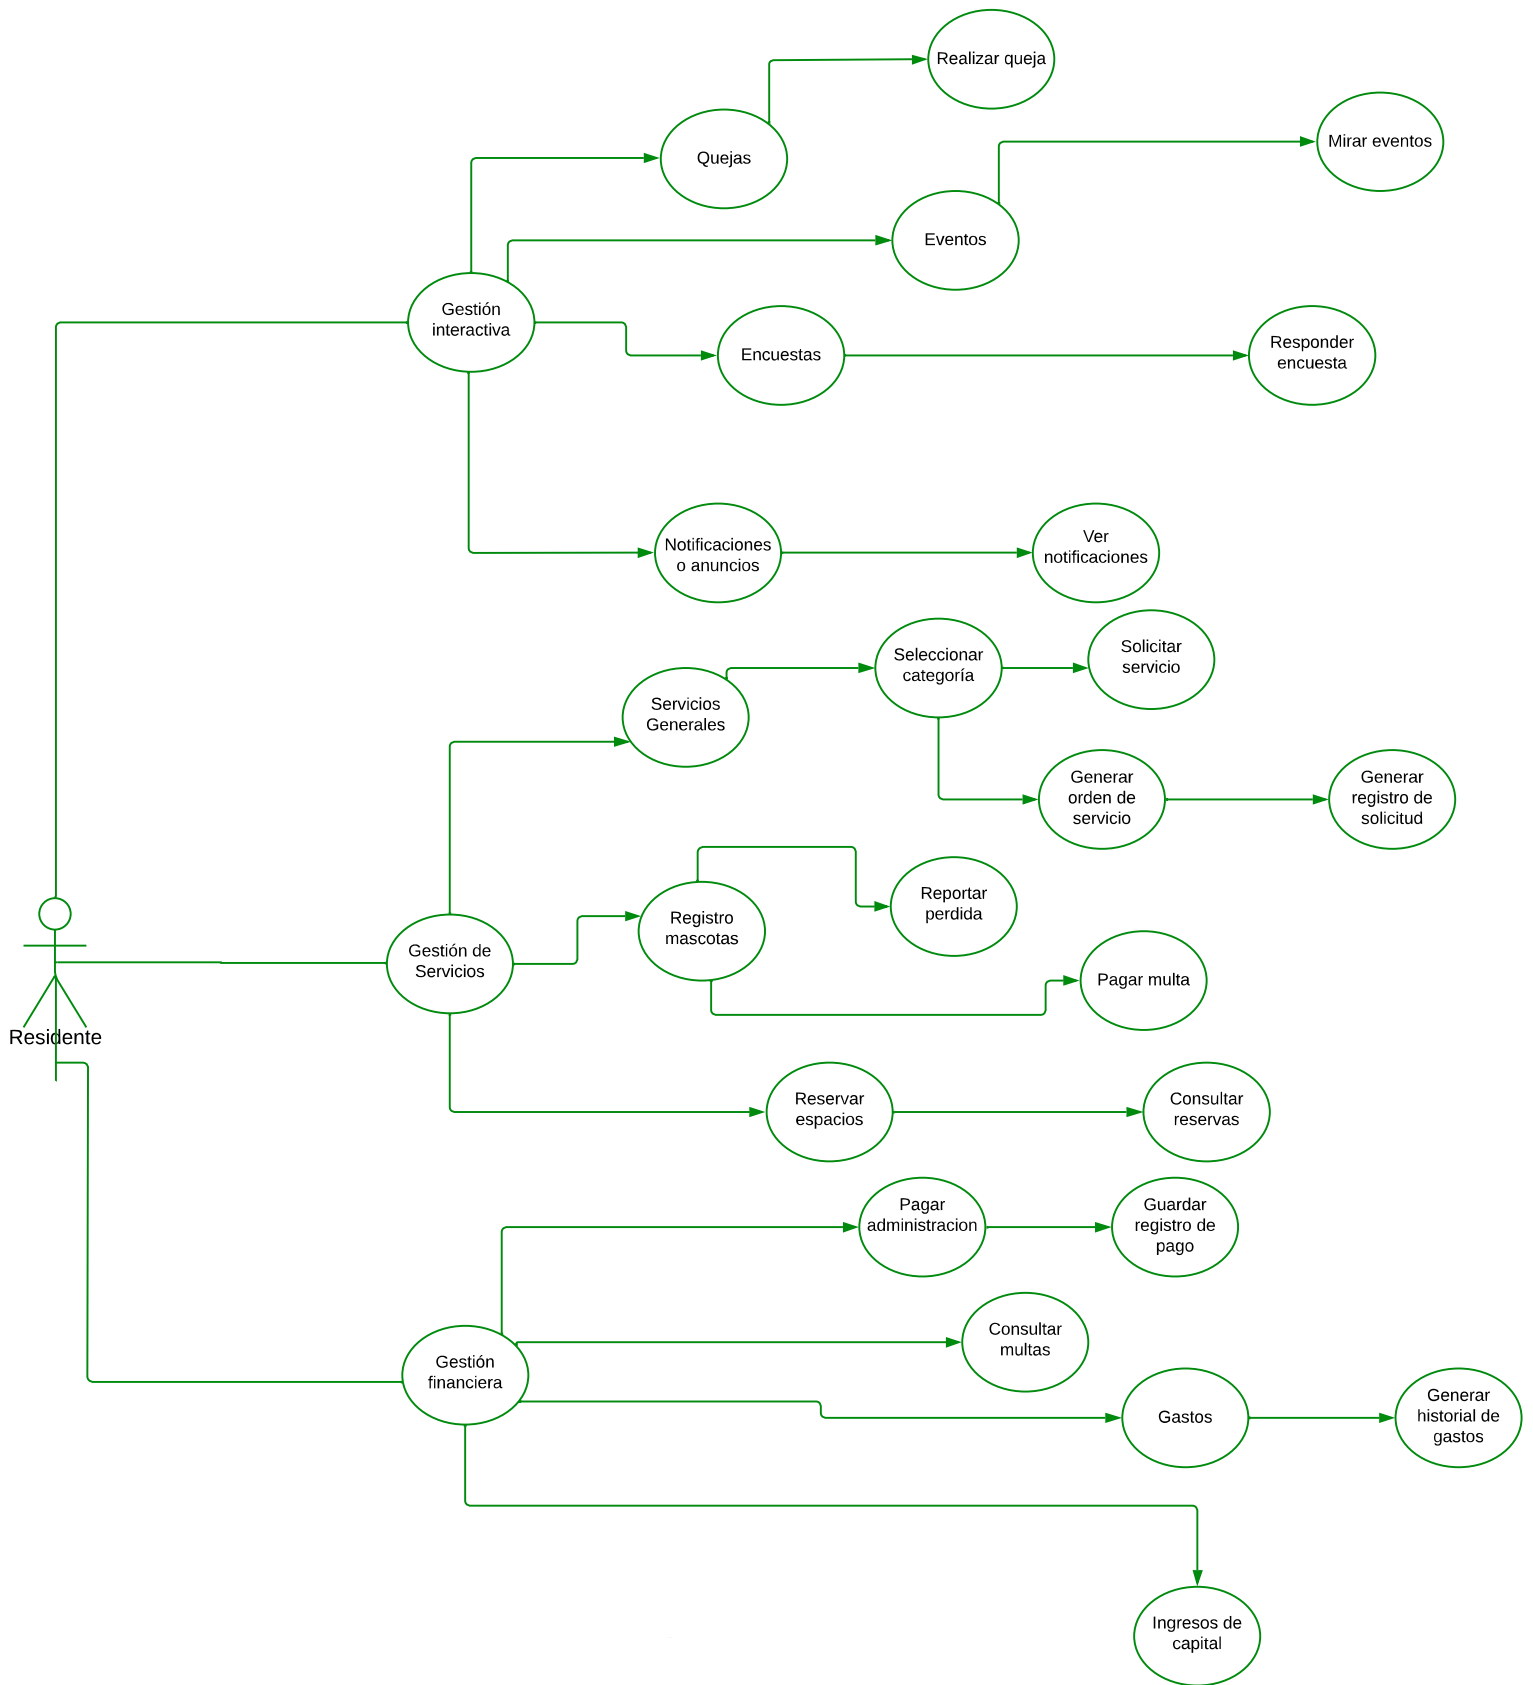 Realizar queja
Mirar eventos
Quejas
Eventos
Gestión
interactiva
Encuestas
Responder
encuesta
Notificaciones
o anuncios
Ver
notificaciones
Seleccionar
categoría
Solicitar
servicio
Servicios
Generales
Generar
orden de
servicio
Generar
registro de
solicitud
Reportar
perdida
Registro
mascotas
Gestión de
Servicios
Pagar multa
Residente
Reservar
espacios
Consultar
reservas
Pagar
administracion
Guardar
registro de
pago
Consultar
multas
Gestión
financiera
Gastos
Generar
historial de
gastos
Ingresos de
capital